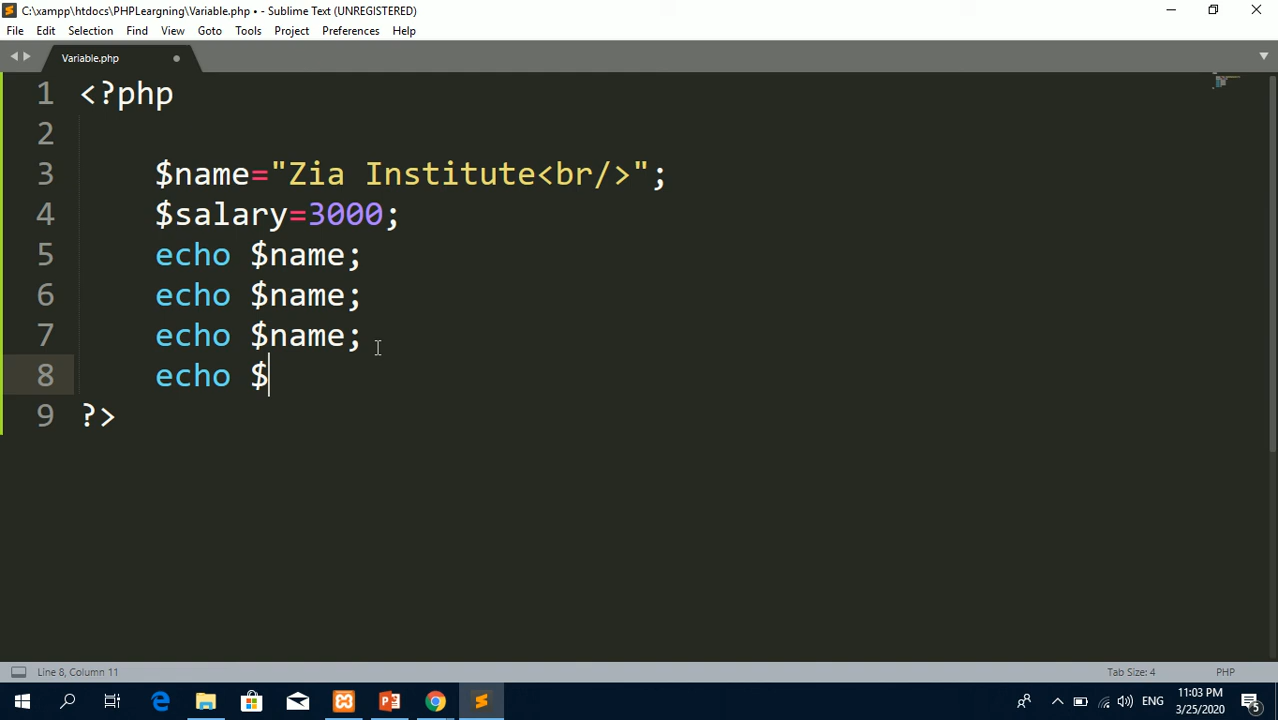 C:\xampp\htdocs\PHPLeargning\Variable.php • - Sublime Text (UNREGISTERED)
File Edit Selection Find View Goto Tools Project Preferences Help
Variable.php
1 <?php
2
3 $name="Zia Institute<br/>";
4 $salary=3000;
5 echo $name;
6 echo $name;
7 echo $name;
8 echo $
9 ?>
Line 8, Column 11 Tab Size: 4 PHP
ENG 11:03 PM
3/25/2020 5